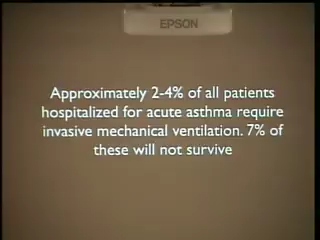 EPSON
Approximately 2-4% of all patients
hospitalized for acute asthma require
invasive mechanical ventilation. 7% of
these will not survive